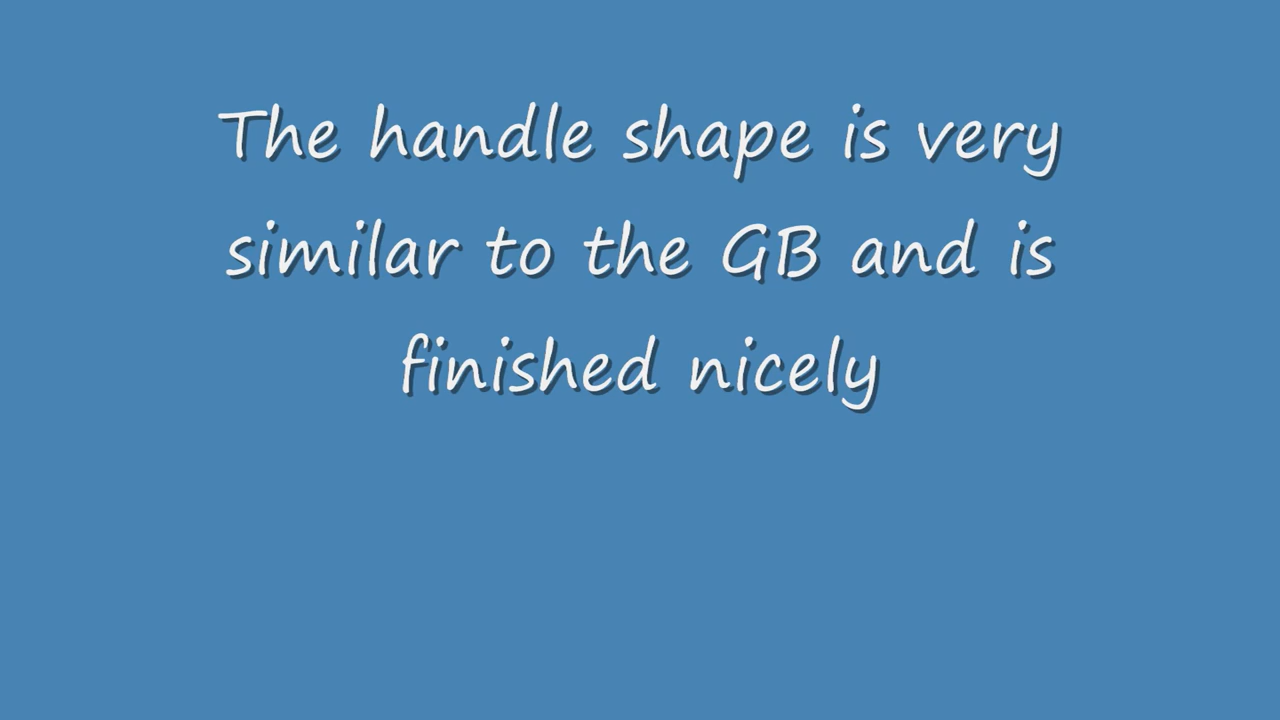 The handle shape is very
similar to the GB and is
finished nicely